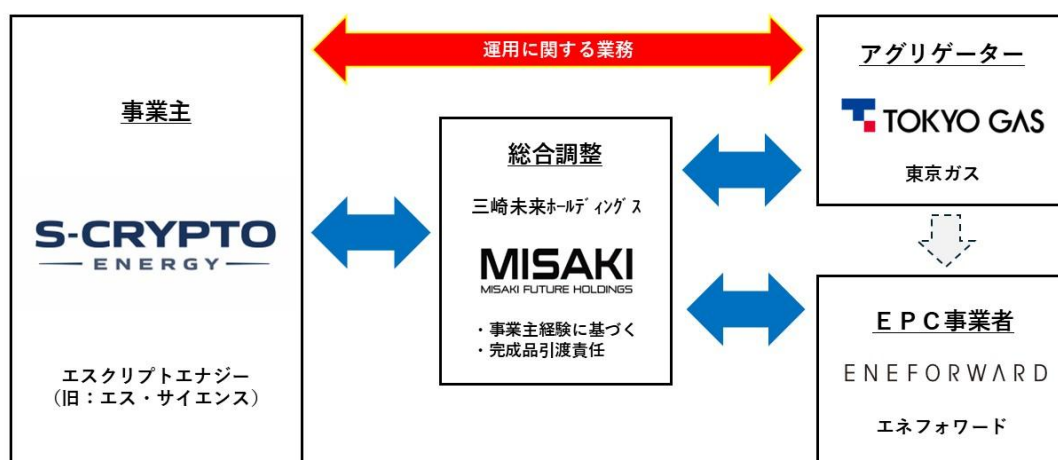 運用に関する業務
事業主
S-CRYPTO
ENERGY
エスクリプトエナジー
（旧：エス・サイエンス）
総合調整
三崎未来ﾎｰﾙﾃﾞｨﾝｸﾞｽ
MISAKI
MISAKI FUTURE HOLDINGS
・事業主経験に基づく
・完成品引渡責任
アグリゲーター
TOKYO GAS
東京ガス
ＥＰＣ事業者
ENEFORWARD
エネフォワード